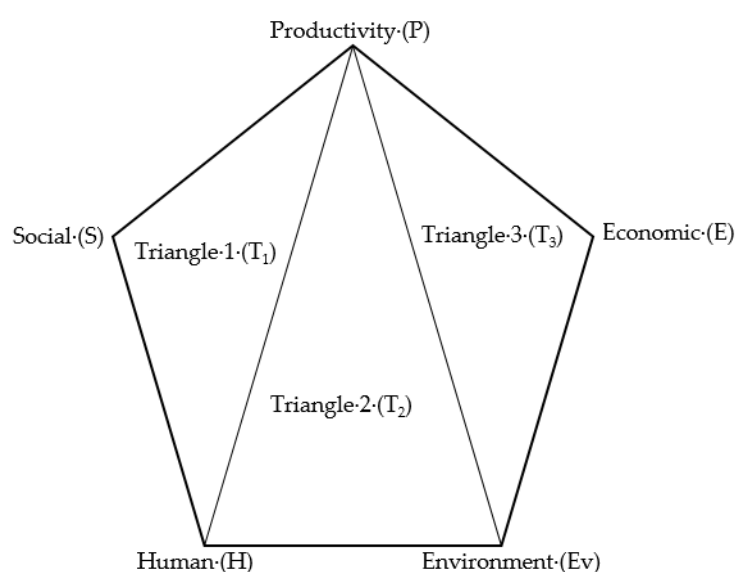 Productivity·(P)
Social·(S)
Triangle·1·(T₁)
Triangle·3·(T₃)
Economic·(E)
Triangle·2·(T₂)
Human·(H)
Environment·(Ev)